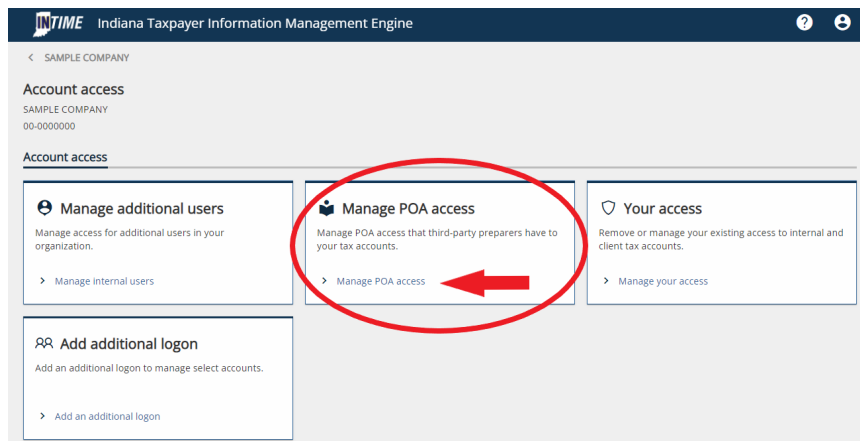 INTIME Indiana Taxpayer Information Management Engine
SAMPLE COMPANY
Account access
SAMPLE COMPANY
00-0000000
Account access
Manage additional users
Manage access for additional users in your
organization.
Manage internal users
Manage POA access
Manage POA access that third-party preparers have to
your tax accounts.
Manage POA access
Your access
Remove or manage your existing access to internal and
client tax accounts.
Manage your access
Add additional logon
Add an additional logon to manage select accounts.
Add an additional logon